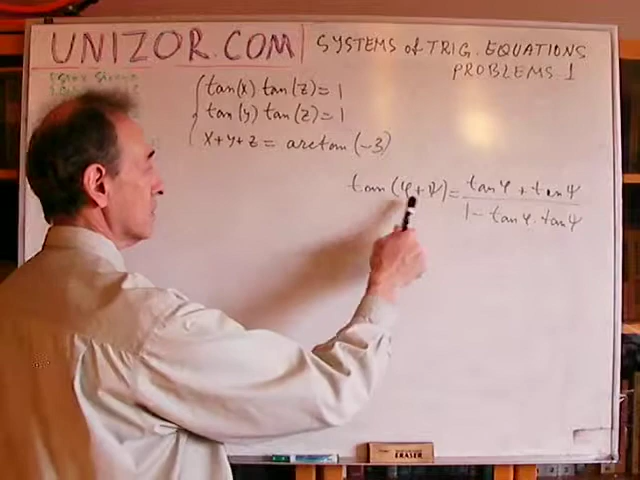 UNIZOR.COM
SYSTEMS of TRIG. EQUATIONS
PROBLEMS 1
tan(x) tan(z) = 1
tan(y) tan(z) = 1
x+y+z = arctan(-3)
tan(φ+ψ) = (tan φ + tan ψ) / (1 - tan φ · tan ψ)
ERASER